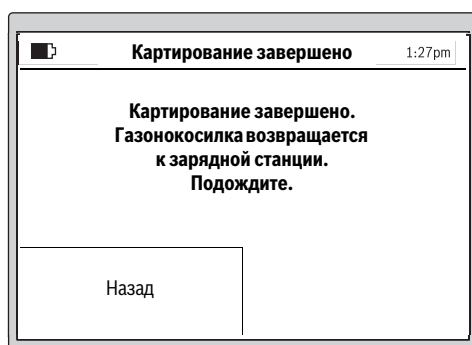 Картирование завершено 1:27pm
Картирование завершено.
Газонокосилка возвращается
к зарядной станции.
Подождите.
Назад